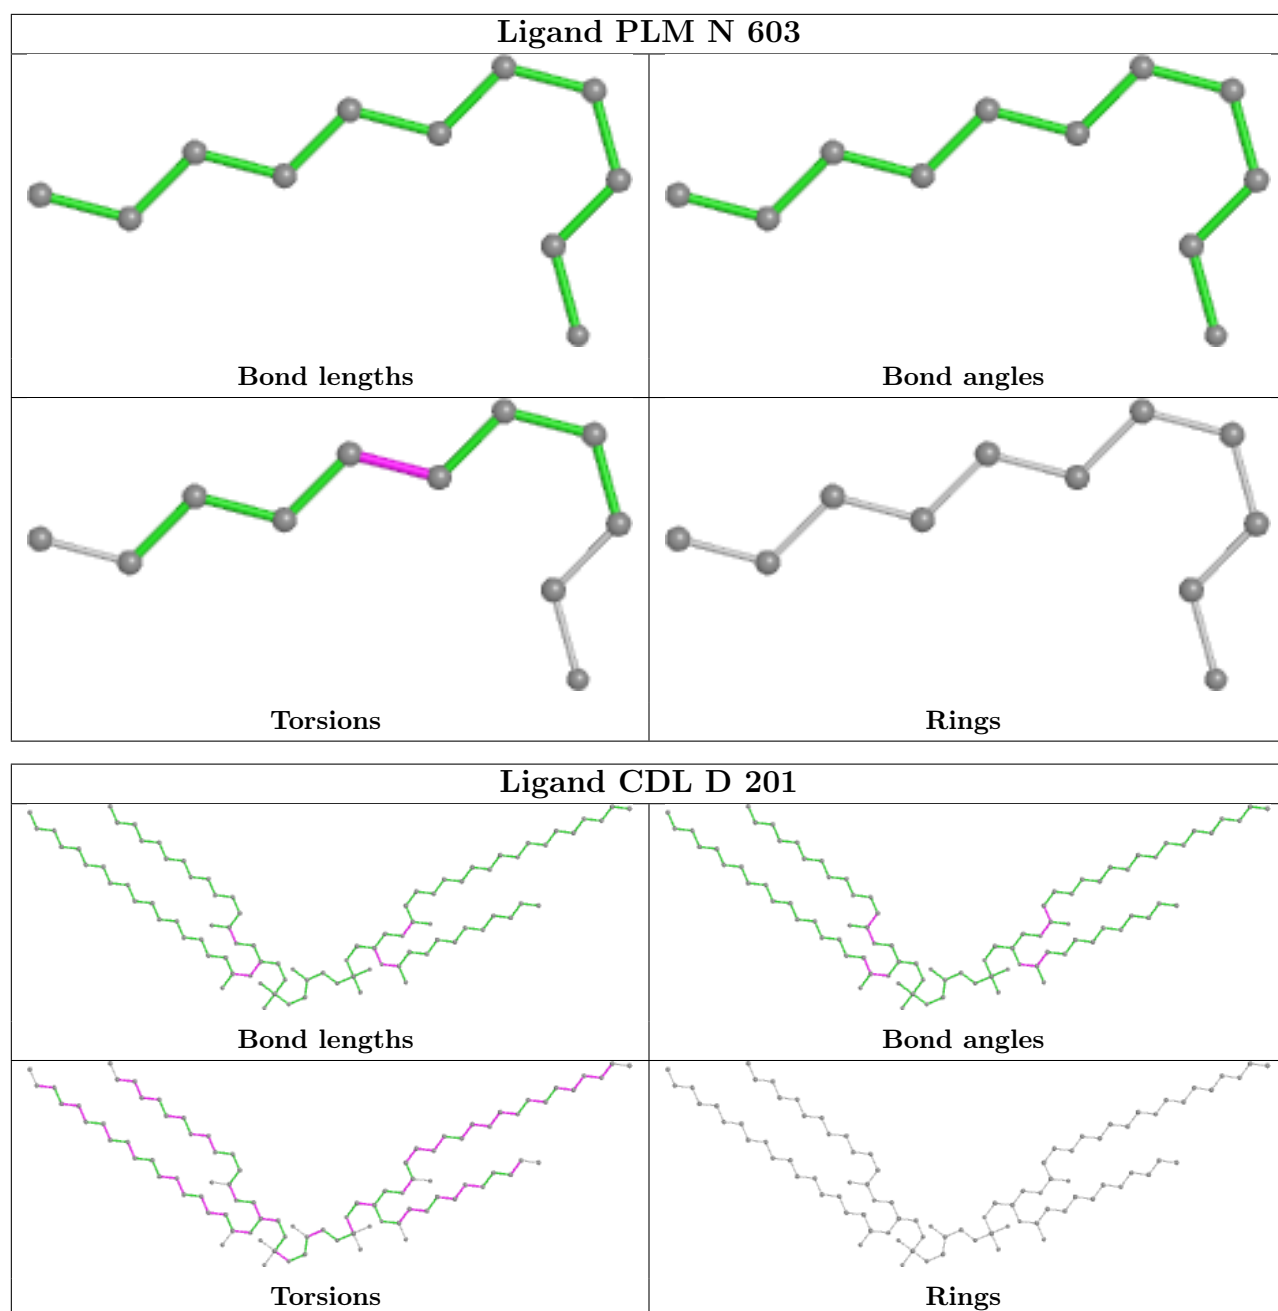 Ligand PLM N 603
Bond lengths
Bond angles
Torsions
Rings
Ligand CDL D 201
Bond lengths
Bond angles
Torsions
Rings